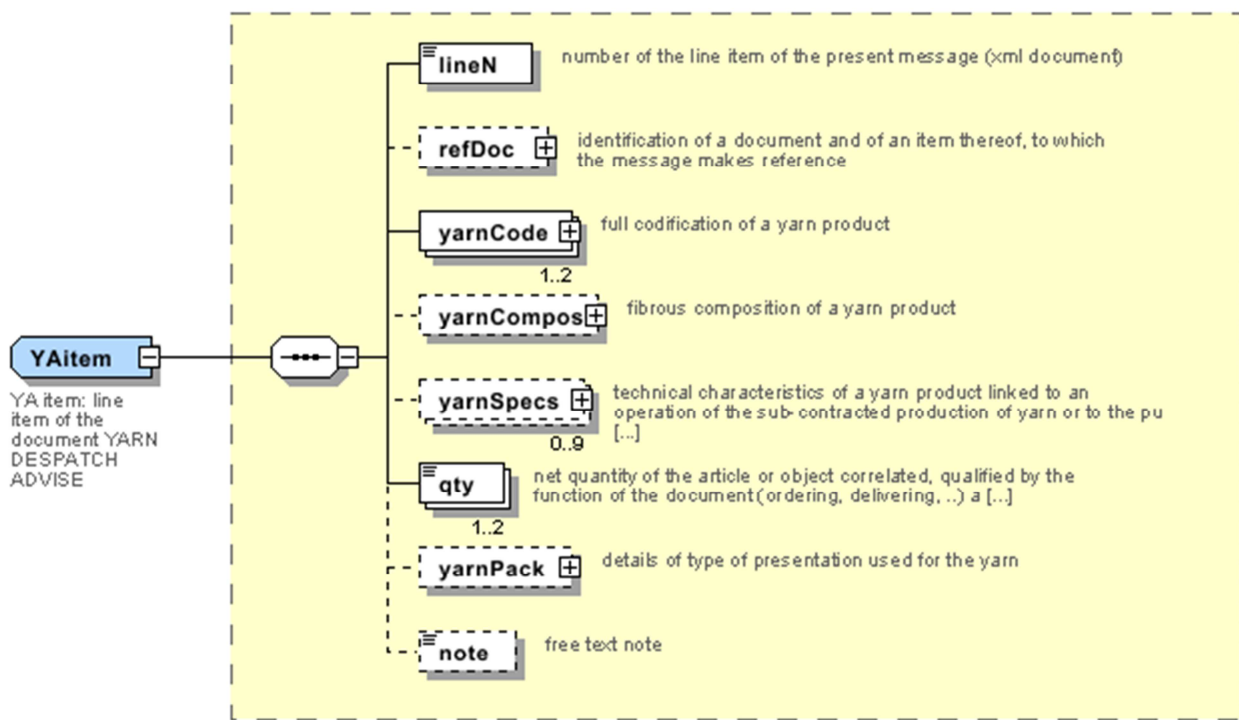 lineN
number of the line item of the present message (xml document)
refDoc
identification of a document and of an item thereof, to which
the message makes reference
yarnCode
full codification of a yarn product
1..2
yarnCompos
fibrous composition of a yarn product
YAitem
YA item: line
item of the
document YARN
DESPATCH
ADVISE
yarnSpecs
technical characteristics of a yarn product linked to an
operation of the sub-contracted production of yarn or to the pu
[...]
0..9
qty
net quantity of the article or object correlated, qualified by the
function of the document (ordering, delivering, ..) a [...]
1..2
yarnPack
details of type of presentation used for the yarn
note
free text note